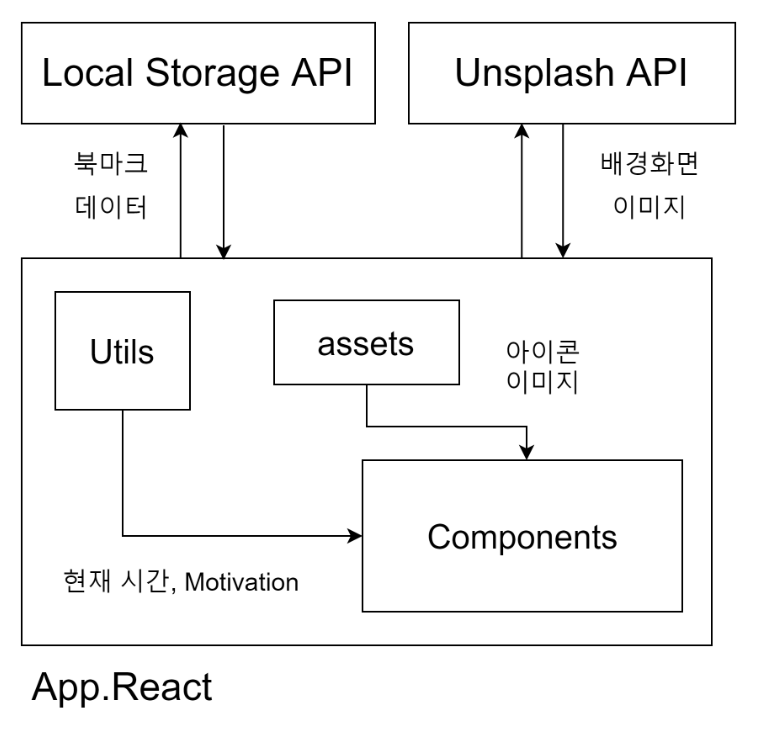 Local Storage API
Unsplash API
북마크
데이터
배경화면
이미지
Utils
assets
아이콘
이미지
Components
현재 시간, Motivation
App.React